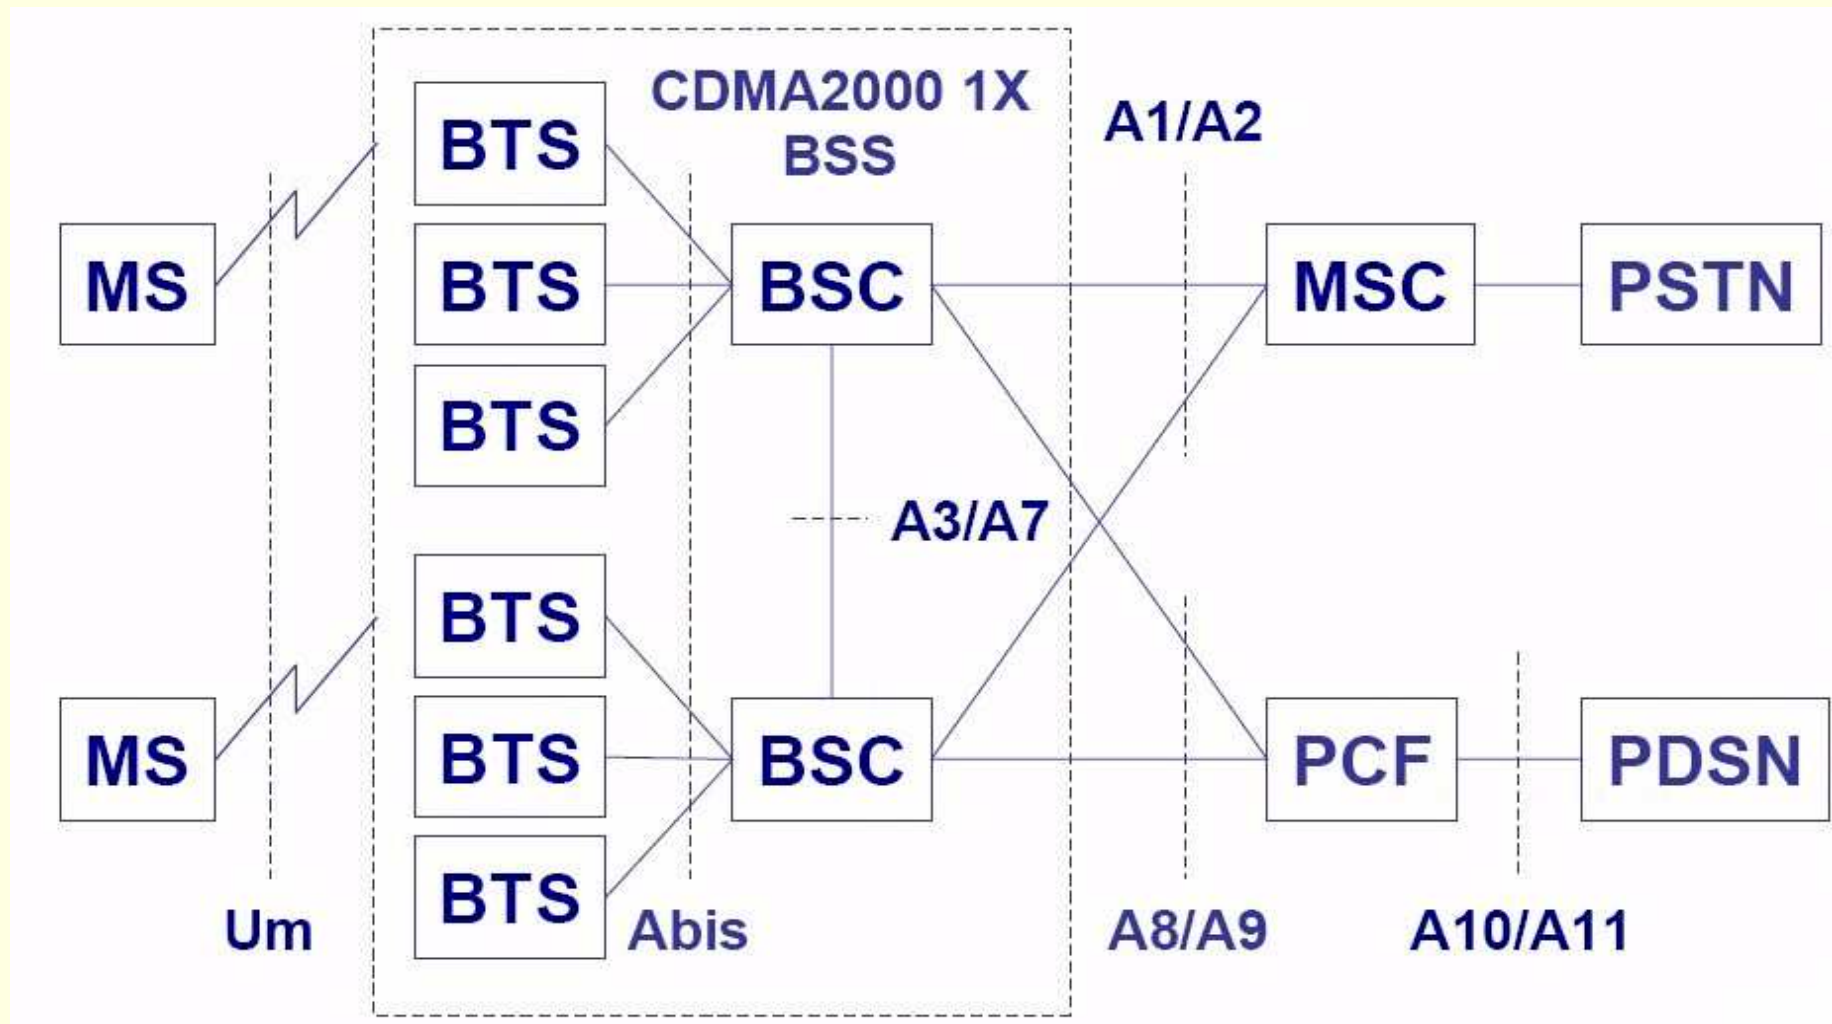 CDMA2000 1X
BSS
A1/A2
BTS
BTS
BTS
MS
BSC
MSC
PSTN
A3/A7
BTS
BTS
BTS
MS
BSC
PCF
PDSN
Um
Abis
A8/A9
A10/A11